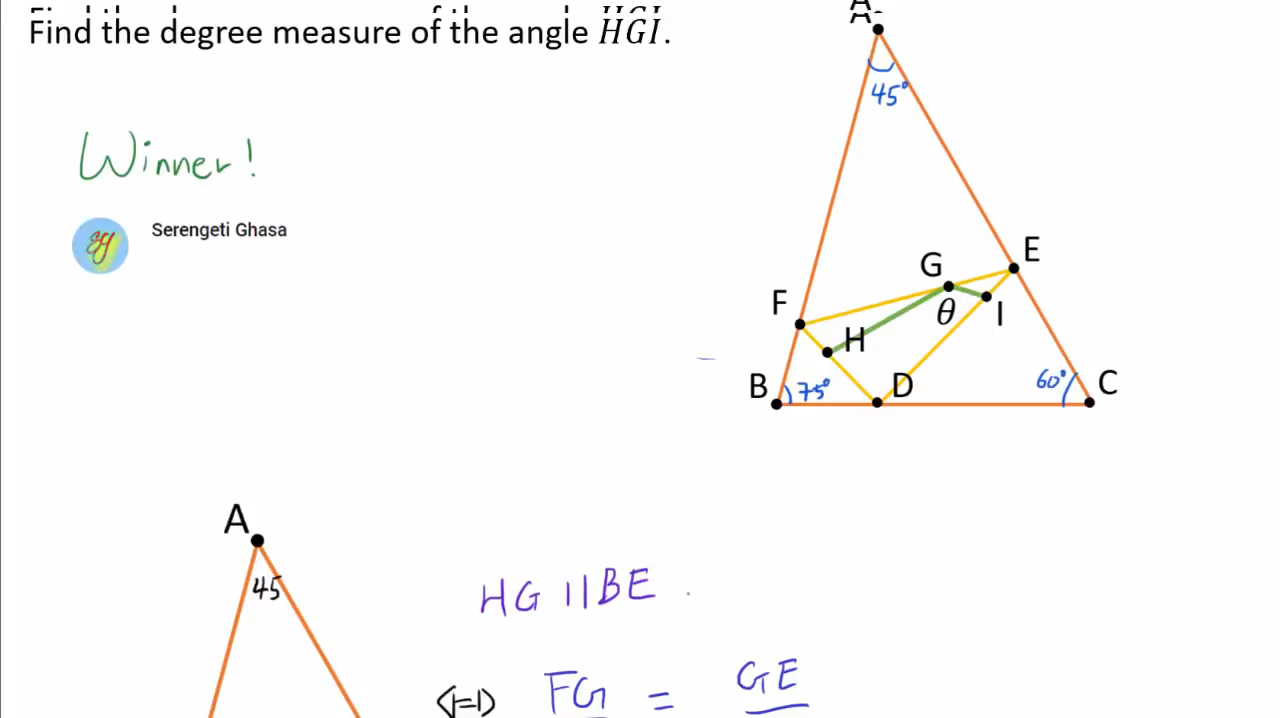 Find the degree measure of the angle HGI.
A
45°
Winner!
Serengeti Ghasa
E
G
F
θ
I
H
B
75°
D
60°
C
A
45
HG || BE
FG = GE